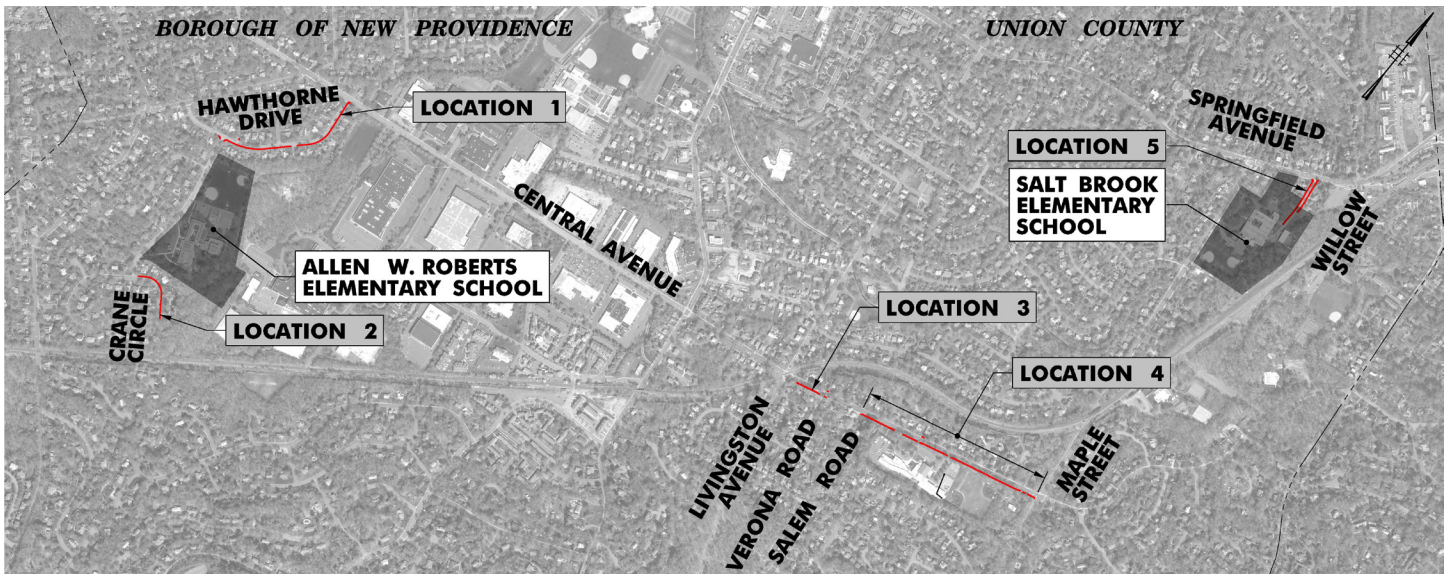 BOROUGH OF NEW PROVIDENCE
UNION COUNTY
HAWTHORNE
DRIVE
LOCATION 1
SPRINGFIELD
AVENUE
LOCATION 5
SALT BROOK
ELEMENTARY
SCHOOL
CENTRAL AVENUE
WILLOW
STREET
ALLEN W. ROBERTS
ELEMENTARY SCHOOL
CRANE
CIRCLE
LOCATION 2
LOCATION 3
LOCATION 4
LIVINGSTON
AVENUE
VERONA ROAD
SALEM ROAD
MAPLE
STREET